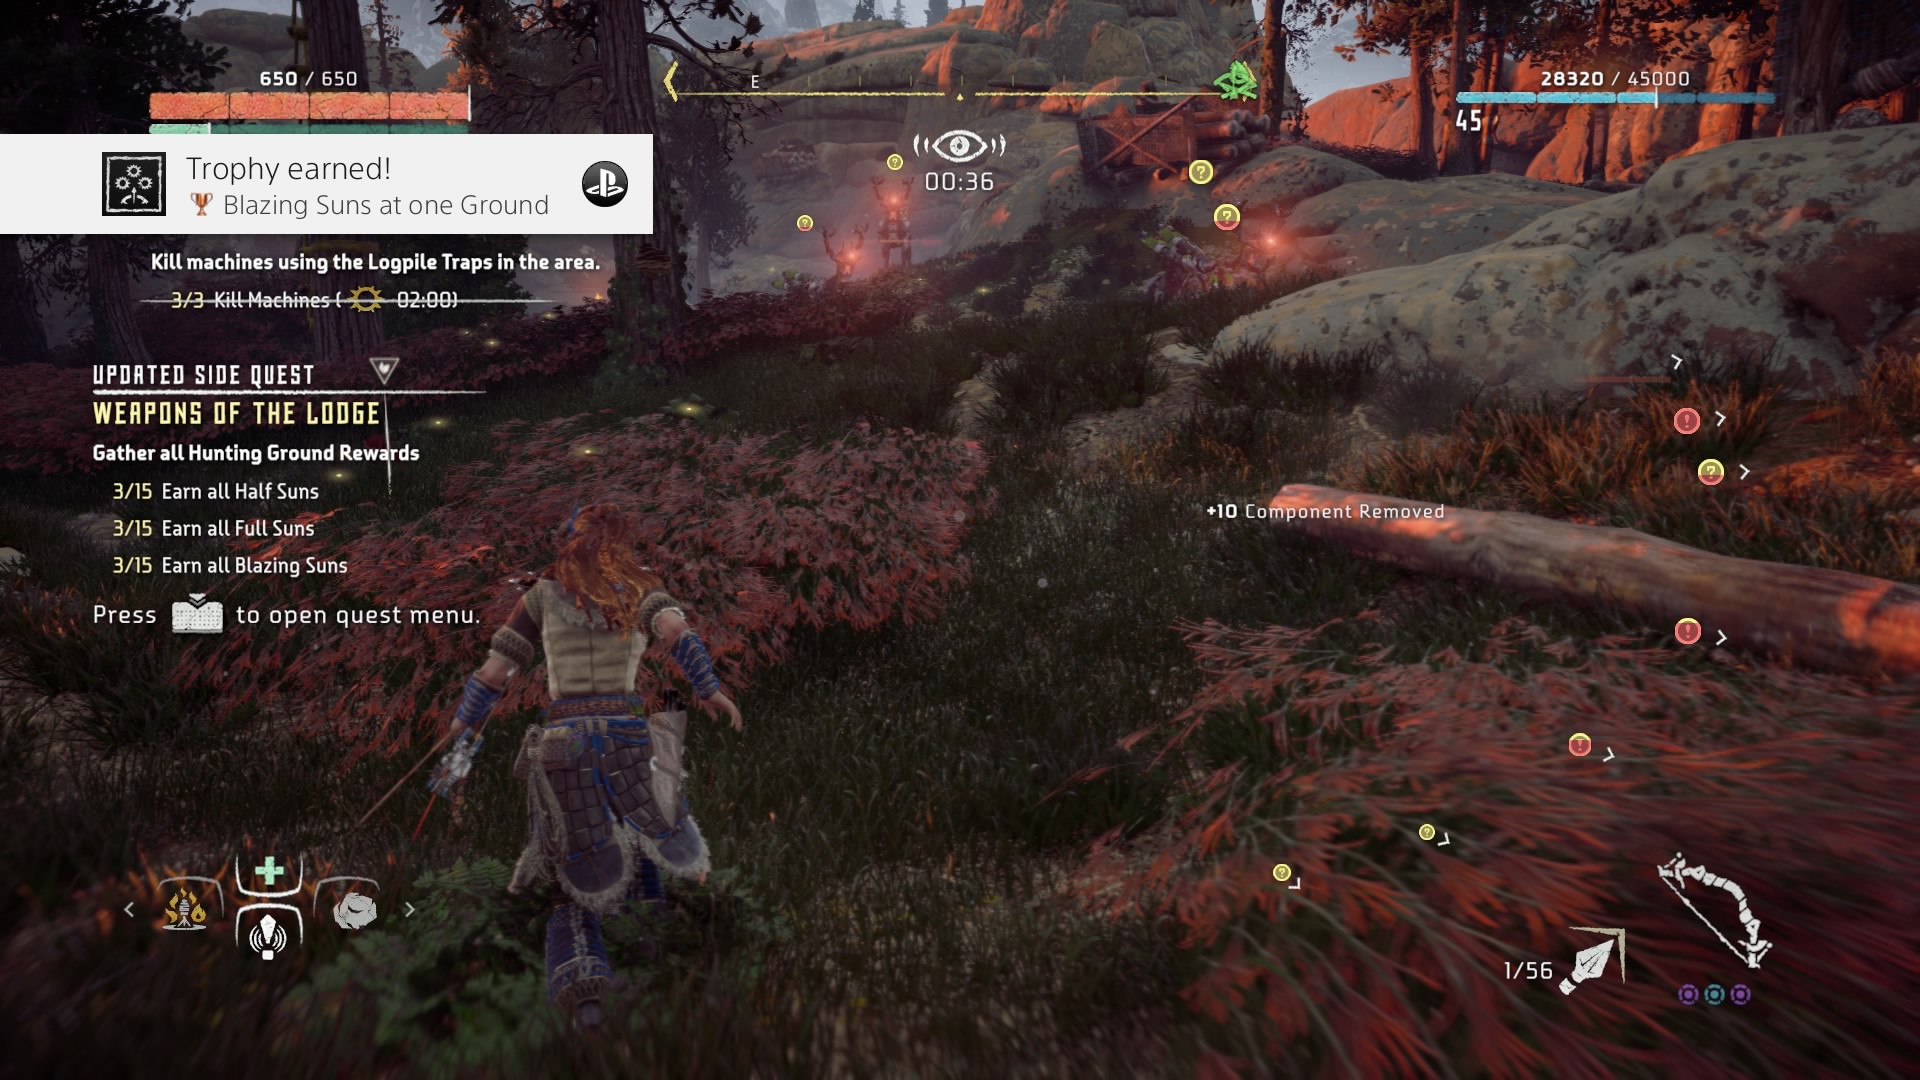 650 / 650
E
28320 / 45000
45
00:36
Trophy earned!
Blazing Suns at one Ground
Kill machines using the Logpile Traps in the area.
3/3 Kill Machines ( 02:00)
UPDATED SIDE QUEST
WEAPONS OF THE LODGE
Gather all Hunting Ground Rewards
3/15 Earn all Half Suns
3/15 Earn all Full Suns
3/15 Earn all Blazing Suns
Press to open quest menu.
+10 Component Removed
1/56